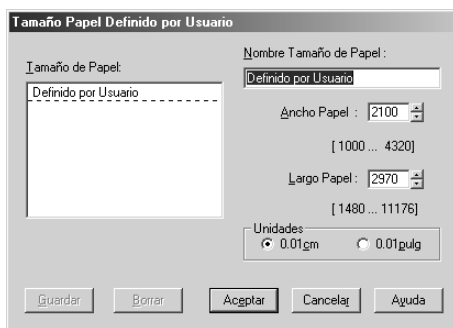 Tamaño Papel Definido por Usuario
Tamaño de Papel:
Definido por Usuario
Nombre Tamaño de Papel :
Definido por Usuario
Ancho Papel : 2100
[ 1000 ... 4320]
Largo Papel : 2970
[ 1480 ... 11176]
Unidades
0.01cm 0.01pulg
Guardar Borrar Aceptar Cancelar Ayuda